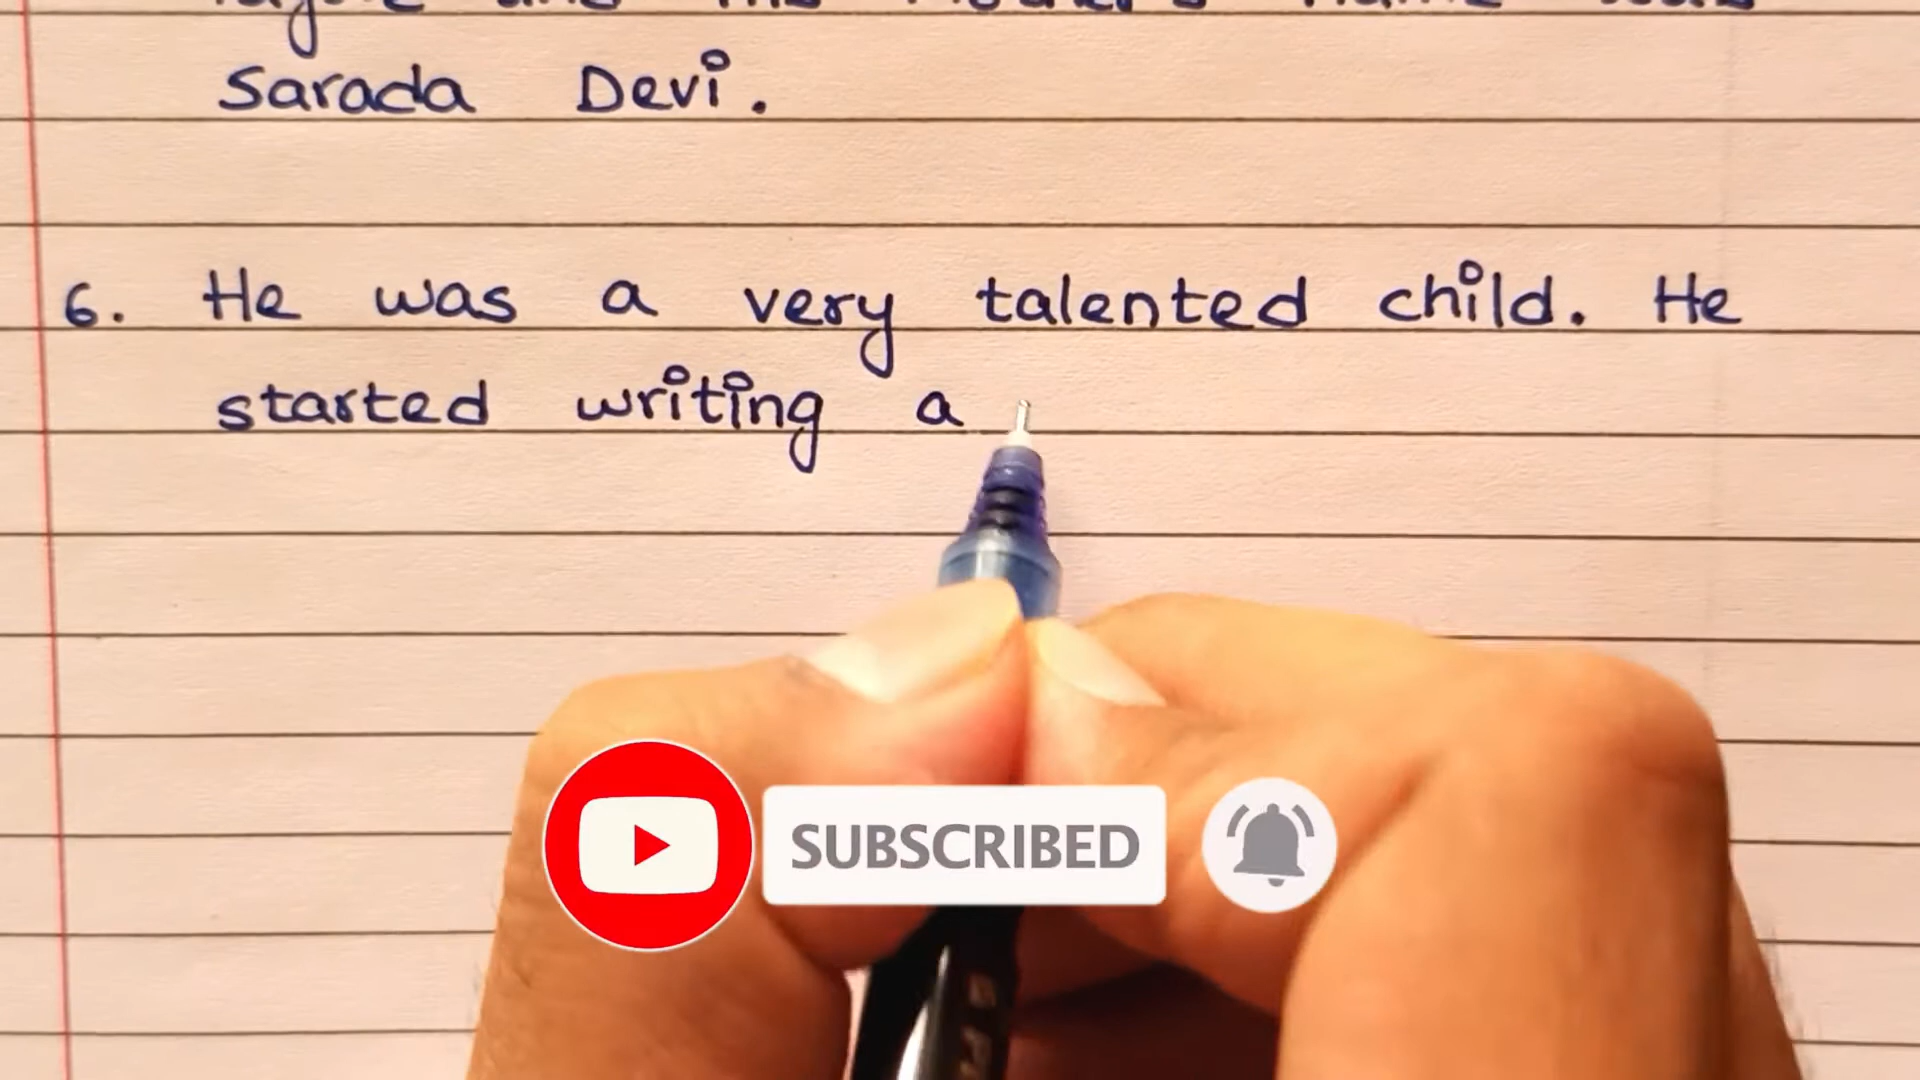 Sarada Devi.
6. He was a very talented child. He
started writing a
SUBSCRIBED